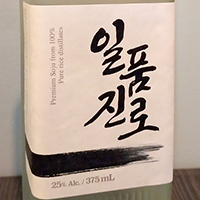 일품
진로
Premium Soju from 100%
Pure rice distillates
25% Alc. / 375 mL